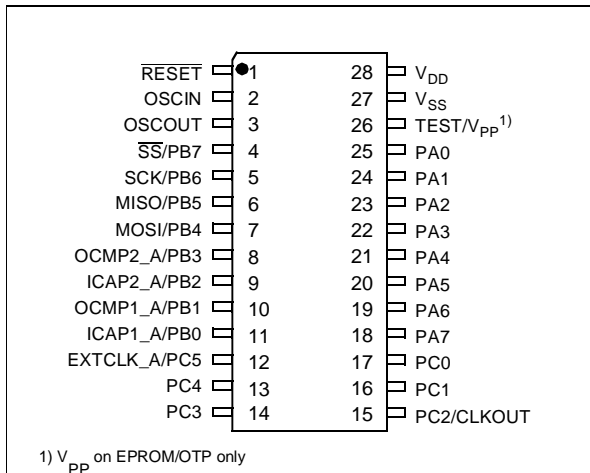 RESET 1 28 VDD
OSCIN 2 27 VSS
OSCOUT 3 26 TEST/VPP1)
SS/PB7 4 25 PA0
SCK/PB6 5 24 PA1
MISO/PB5 6 23 PA2
MOSI/PB4 7 22 PA3
OCMP2_A/PB3 8 21 PA4
ICAP2_A/PB2 9 20 PA5
OCMP1_A/PB1 10 19 PA6
ICAP1_A/PB0 11 18 PA7
EXTCLK_A/PC5 12 17 PC0
PC4 13 16 PC1
PC3 14 15 PC2/CLKOUT
1) VPP on EPROM/OTP only